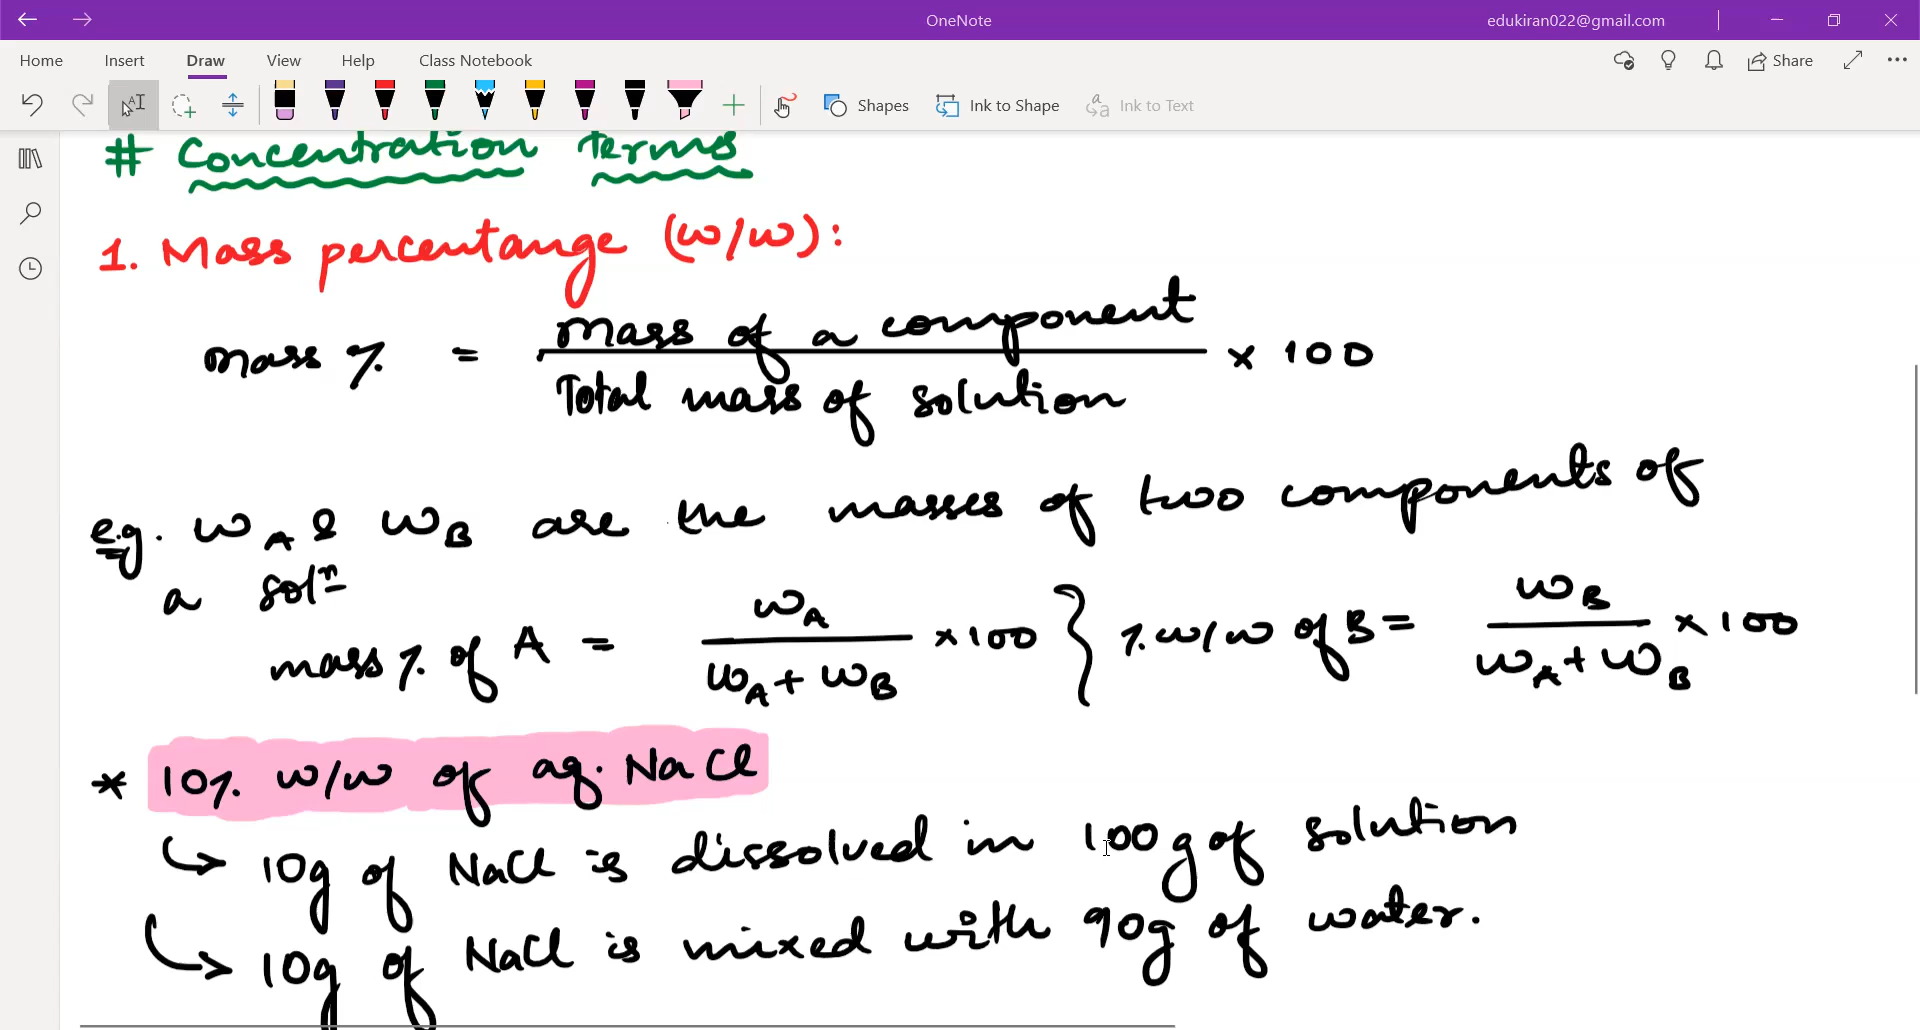 OneNote
edukiran022@gmail.com
Home Insert Draw View Help Class Notebook
Share
Shapes Ink to Shape Ink to Text
# Concentration Terms
1. Mass percentange (w/w):
mass % = mass of a component / Total mass of solution × 100
e.g. wA & wB are the masses of two components of
a solⁿ
mass % of A = wA / wA + wB ×100 } % w/w of B = wB / wA + wB × 100
* 10% w/w of aq. NaCl
↳ 10g of NaCl is dissolved in 100g of solution
↳ 10g of NaCl is mixed with 90g of water.